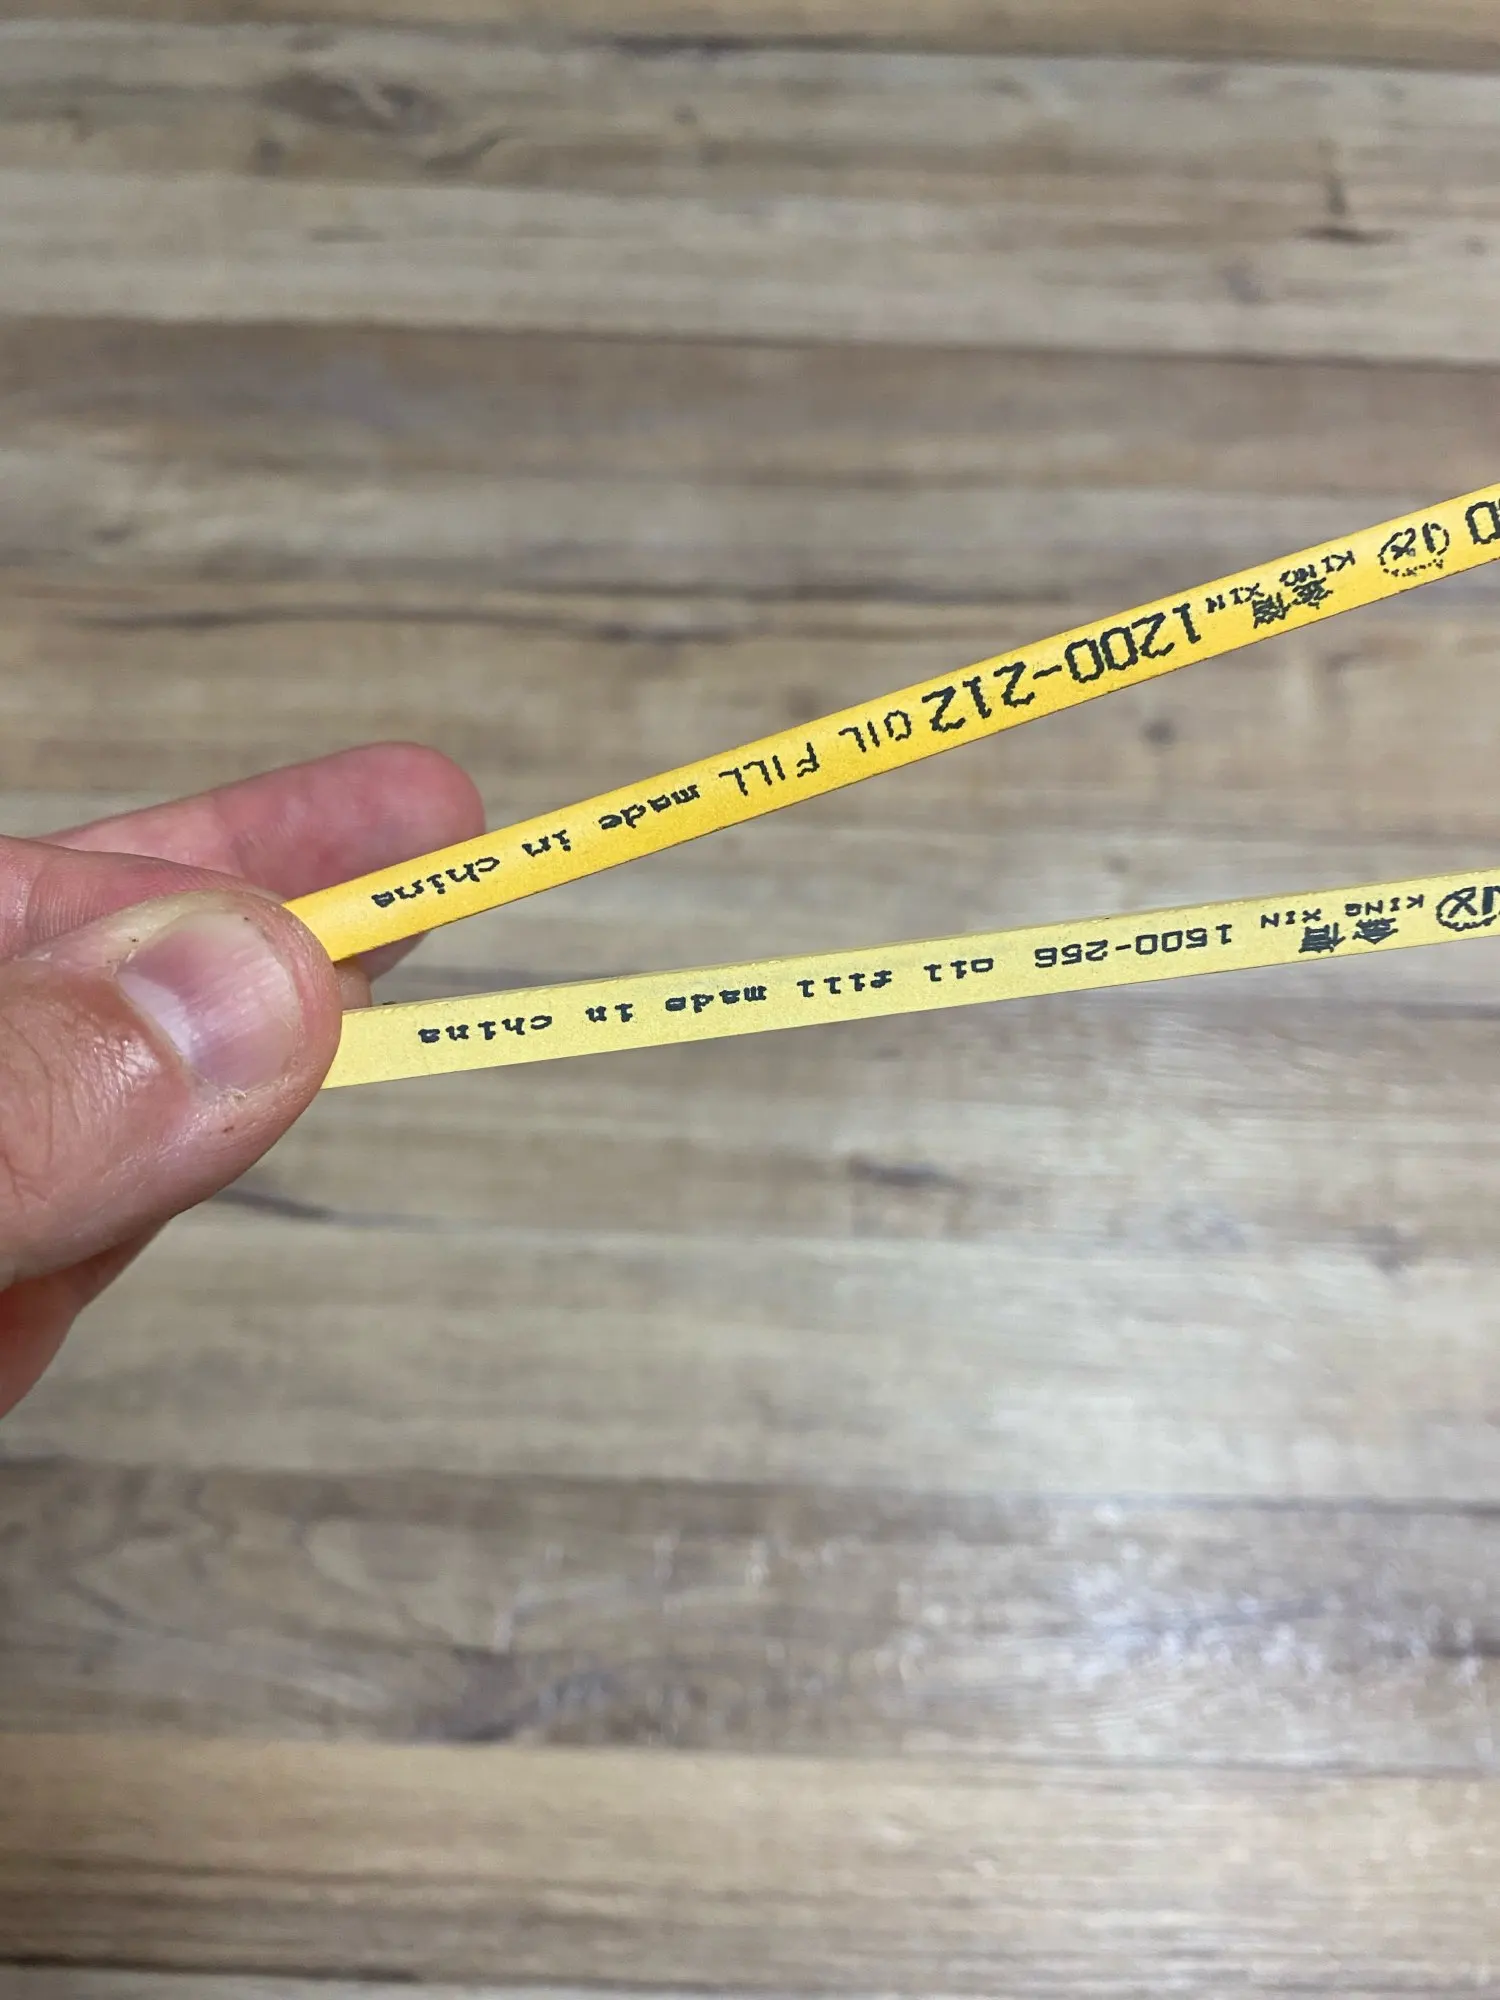 金信
KING XIN 1200-212 OIL FILL made in china
金信
KING XIN 1500-256 oil fill made in china